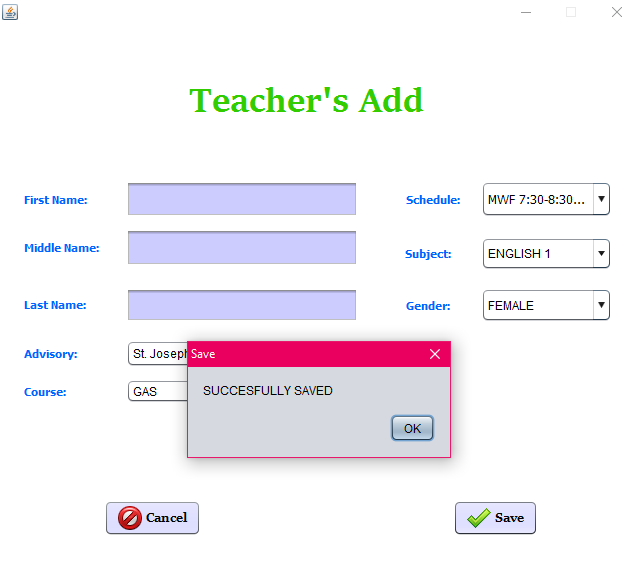 Teacher's Add
First Name:
Schedule: MWF 7:30-8:30...
Middle Name:
Subject: ENGLISH 1
Last Name:
Gender: FEMALE
Advisory: St. Joseph
Course: GAS
Save
SUCCESFULLY SAVED
OK
Cancel
Save